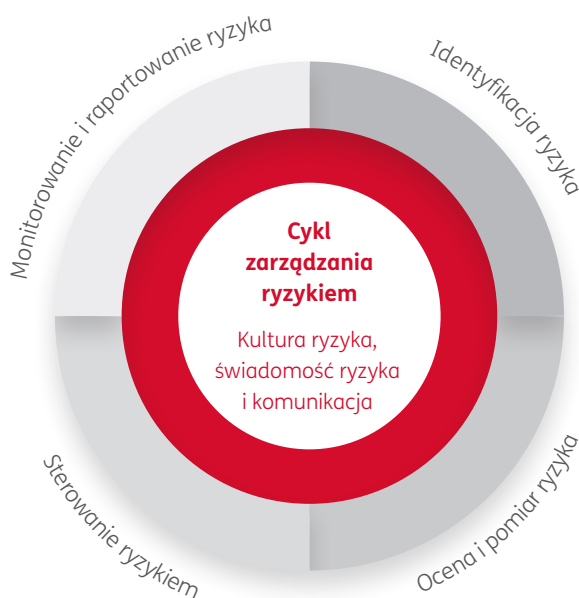 Monitorowanie i raportowanie ryzyka
Identyfikacja ryzyka
Cykl
zarządzania
ryzykiem
Kultura ryzyka,
świadomość ryzyka
i komunikacja
Sterowanie ryzykiem
Ocena i pomiar ryzyka